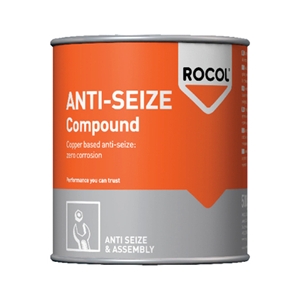 ROCOL
ANTI-SEIZE
Compound
Copper based anti-seize:
zero corrosion
Performance you can trust
ANTI SEIZE
& ASSEMBLY